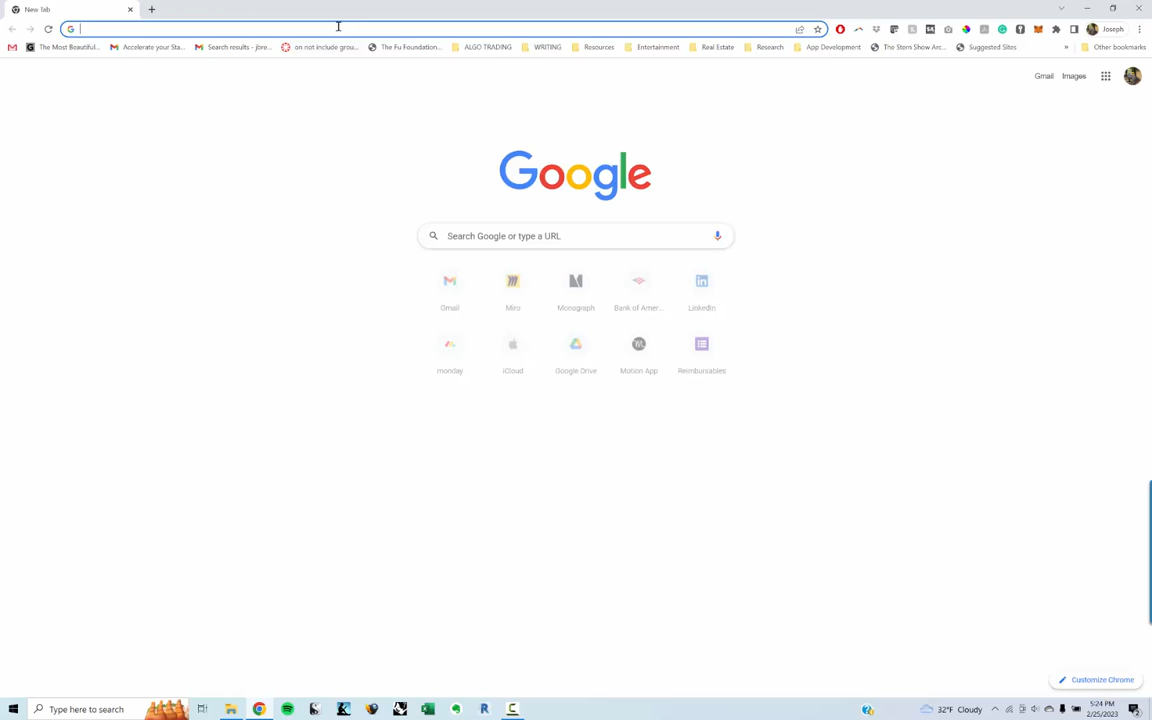 New Tab
Joseph
The Most Beautiful...
Accelerate your Sta...
Search results - jbre...
on not include grou...
The Fu Foundation...
ALGO TRADING
WRITING
Resources
Entertainment
Real Estate
Research
App Development
The Stern Show Arc...
Suggested Sites
»
Other bookmarks
Gmail
Images
Google
Search Google or type a URL
Gmail
Miro
Monograph
Bank of Amer...
LinkedIn
monday
iCloud
Google Drive
Motion App
Reimbursables
Customize Chrome
Type here to search
32°F Cloudy
5:24 PM
2/25/2023